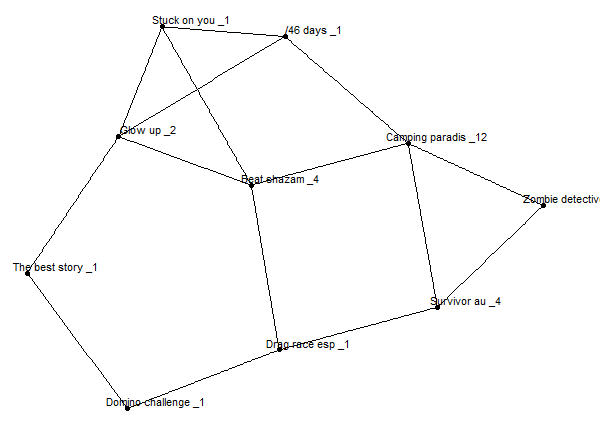 Stuck on you _1
/46 days _1
Glow up _2
Camping paradis _12
Beat shazam _4
Zombie detective
The best story _1
Survivor au _4
Drag race esp _1
Domino challenge _1